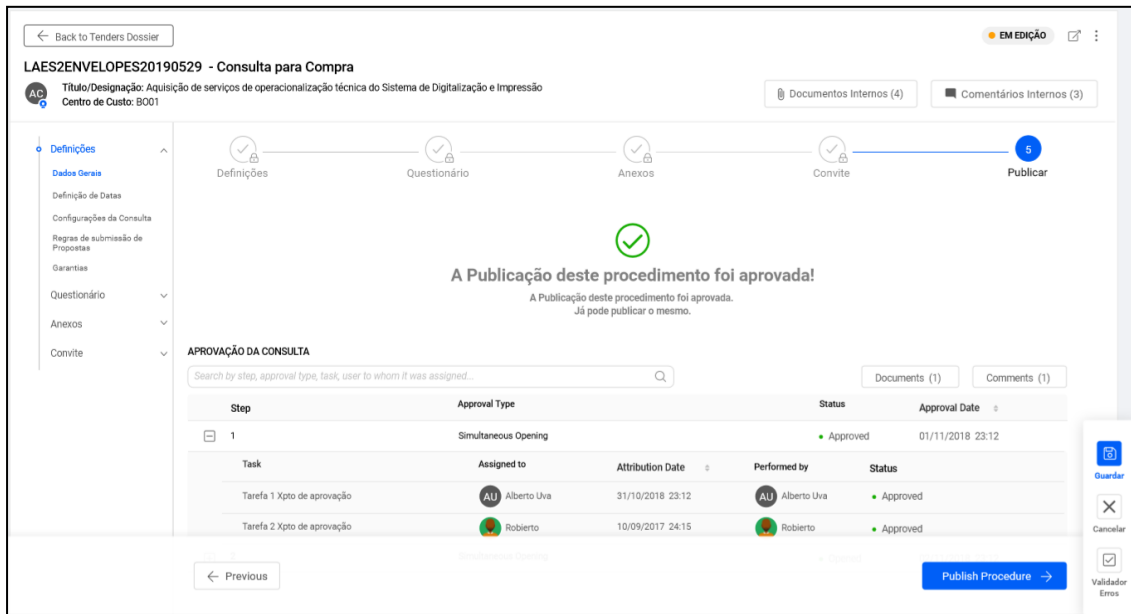 Back to Tenders Dossier
EM EDIÇÃO
LAES2ENVELOPES20190529 - Consulta para Compra
AC
Título/Designação: Aquisição de serviços de operacionalização técnica do Sistema de Digitalização e Impressão
Centro de Custo: BO01
Documentos Internos (4)
Comentários Internos (3)
Definições
Dados Gerais
Definição de Datas
Configurações da Consulta
Regras de submissão de
Propostas
Garantias
Questionário
Anexos
Convite
5
Definições
Questionário
Anexos
Convite
Publicar
A Publicação deste procedimento foi aprovada!
A Publicação deste procedimento foi aprovada.
Já pode publicar o mesmo.
APROVAÇÃO DA CONSULTA
Search by step, approval type, task, user to whom it was assigned...
Documents (1)
Comments (1)
Step Approval Type Status Approval Date
1 Simultaneous Opening Approved 01/11/2018 23:12
Task Assigned to Attribution Date Performed by Status
Tarefa 1 Xpto de aprovação AU Alberto Uva 31/10/2018 23:12 AU Alberto Uva Approved
Tarefa 2 Xpto de aprovação Robierto 10/09/2017 24:15 Robierto Approved
Simultaneous Opening
Previous
Publish Procedure
Guardar
Cancelar
Validador
Erros